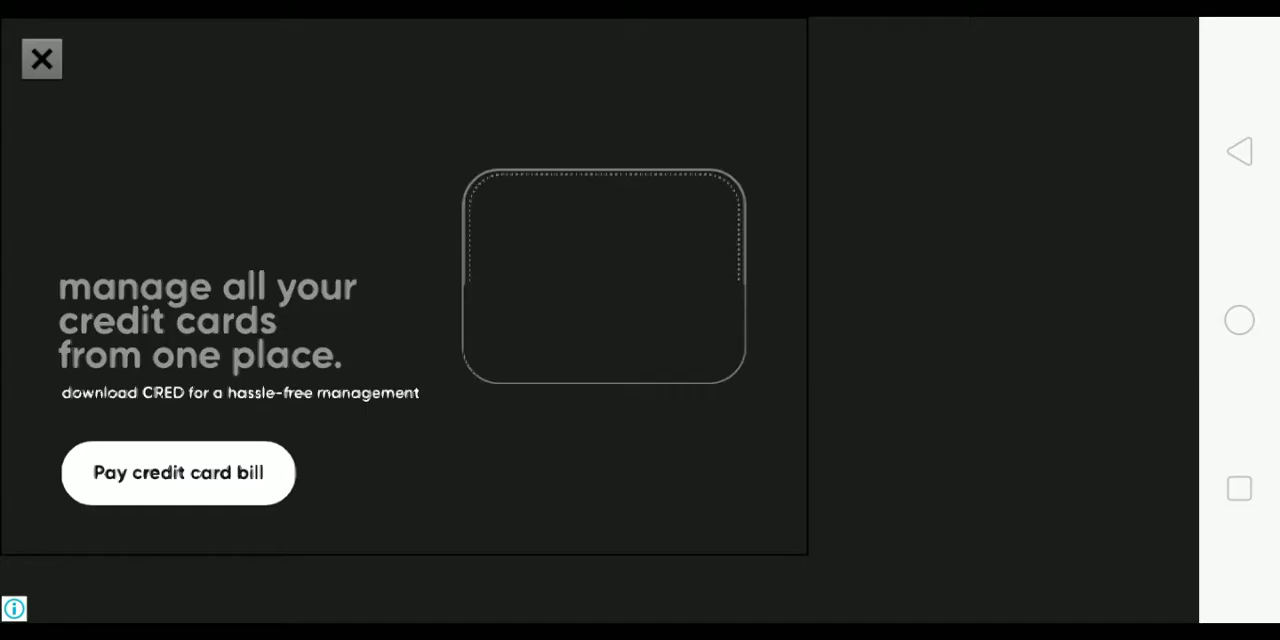 manage all your
credit cards
from one place.
download CRED for a hassle-free management
Pay credit card bill